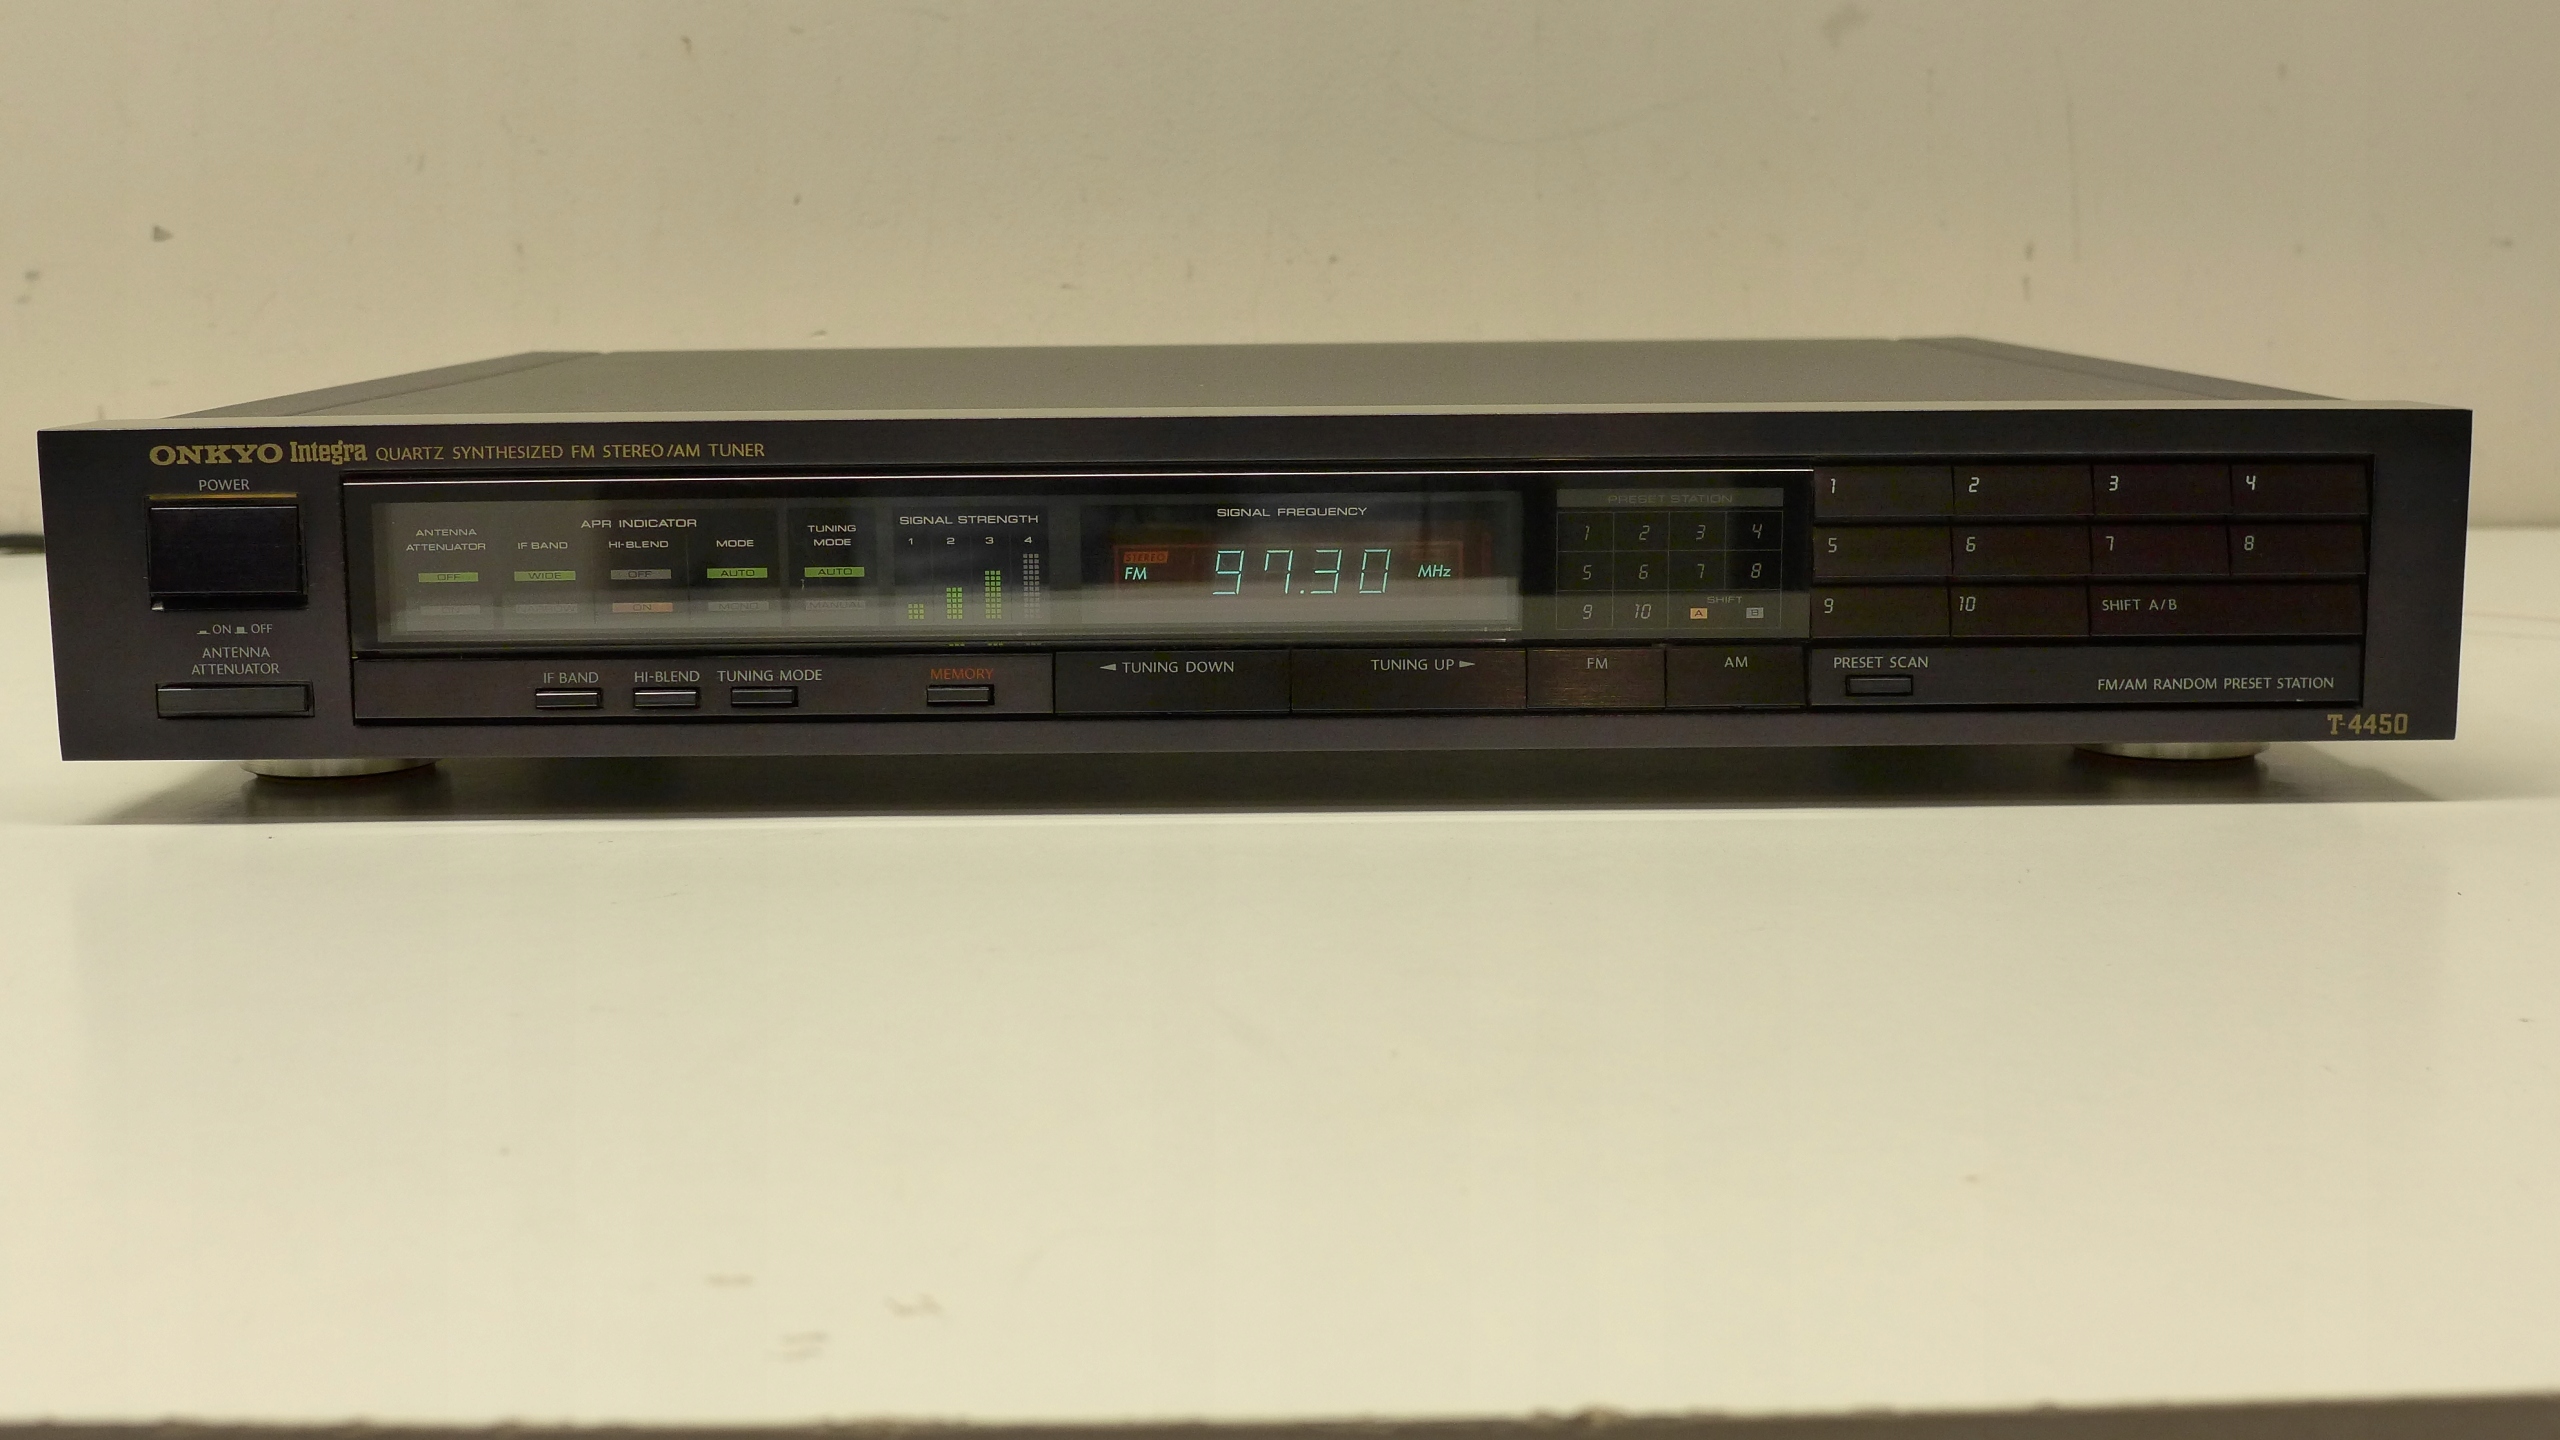 ONKYO Integra QUARTZ SYNTHESIZED FM STEREO/AM TUNER
POWER
ON OFF
ANTENNA
ATTENUATOR
ANTENNA
ATTENUATOR
OFF
APR INDICATOR
IF BAND HI-BLEND MODE
WIDE OFF AUTO
ON MONO
TUNING
MODE
AUTO
MANUAL
SIGNAL STRENGTH
1 2 3 4
SIGNAL FREQUENCY
STEREO
FM 97.30 MHz
PRESET STATION
1 2 3 4
5 6 7 8
9 10
SHIFT
A B
1 2 3 4
5 6 7 8
9 10 SHIFT A/B
IF BAND HI-BLEND TUNING MODE MEMORY
◄ TUNING DOWN TUNING UP ► FM AM
PRESET SCAN
FM/AM RANDOM PRESET STATION
T-4450